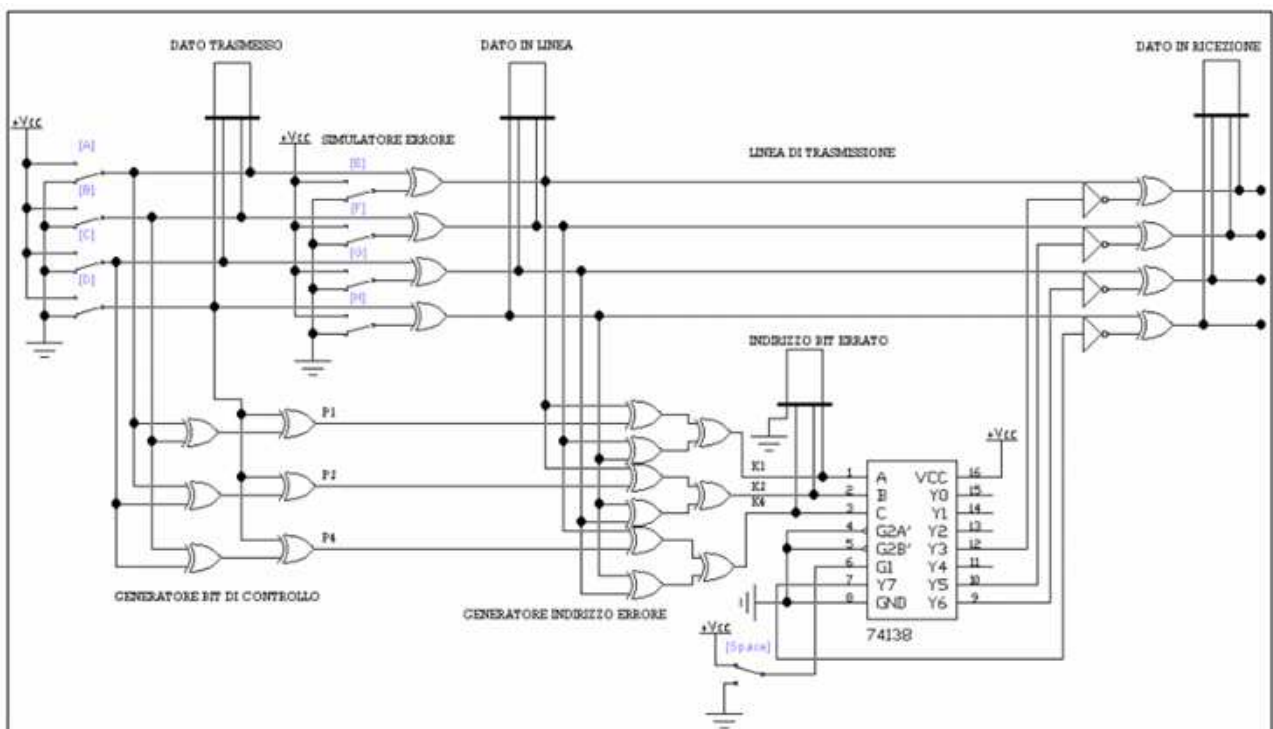 DATO TRASMESSO
DATO IN LINEA
DATO IN RICEZIONE
+Vcc
[A]
+Vcc
SIMULATORE ERRORE
[E]
LINEA DI TRASMISSIONE
[B]
[F]
[C]
[G]
[D]
[H]
INDIRIZZO BIT ERRATO
P1
+Vcc
K1
P2
K2
K4
P4
1 A VCC 16
2 B Y0 15
3 C Y1 14
4 G2A' Y2 13
5 G2B' Y3 12
6 G1 Y4 11
7 Y7 Y5 10
8 GND Y6 9
74138
GENERATORE BIT DI CONTROLLO
GENERATORE INDIRIZZO ERRORE
+Vcc
[Space]